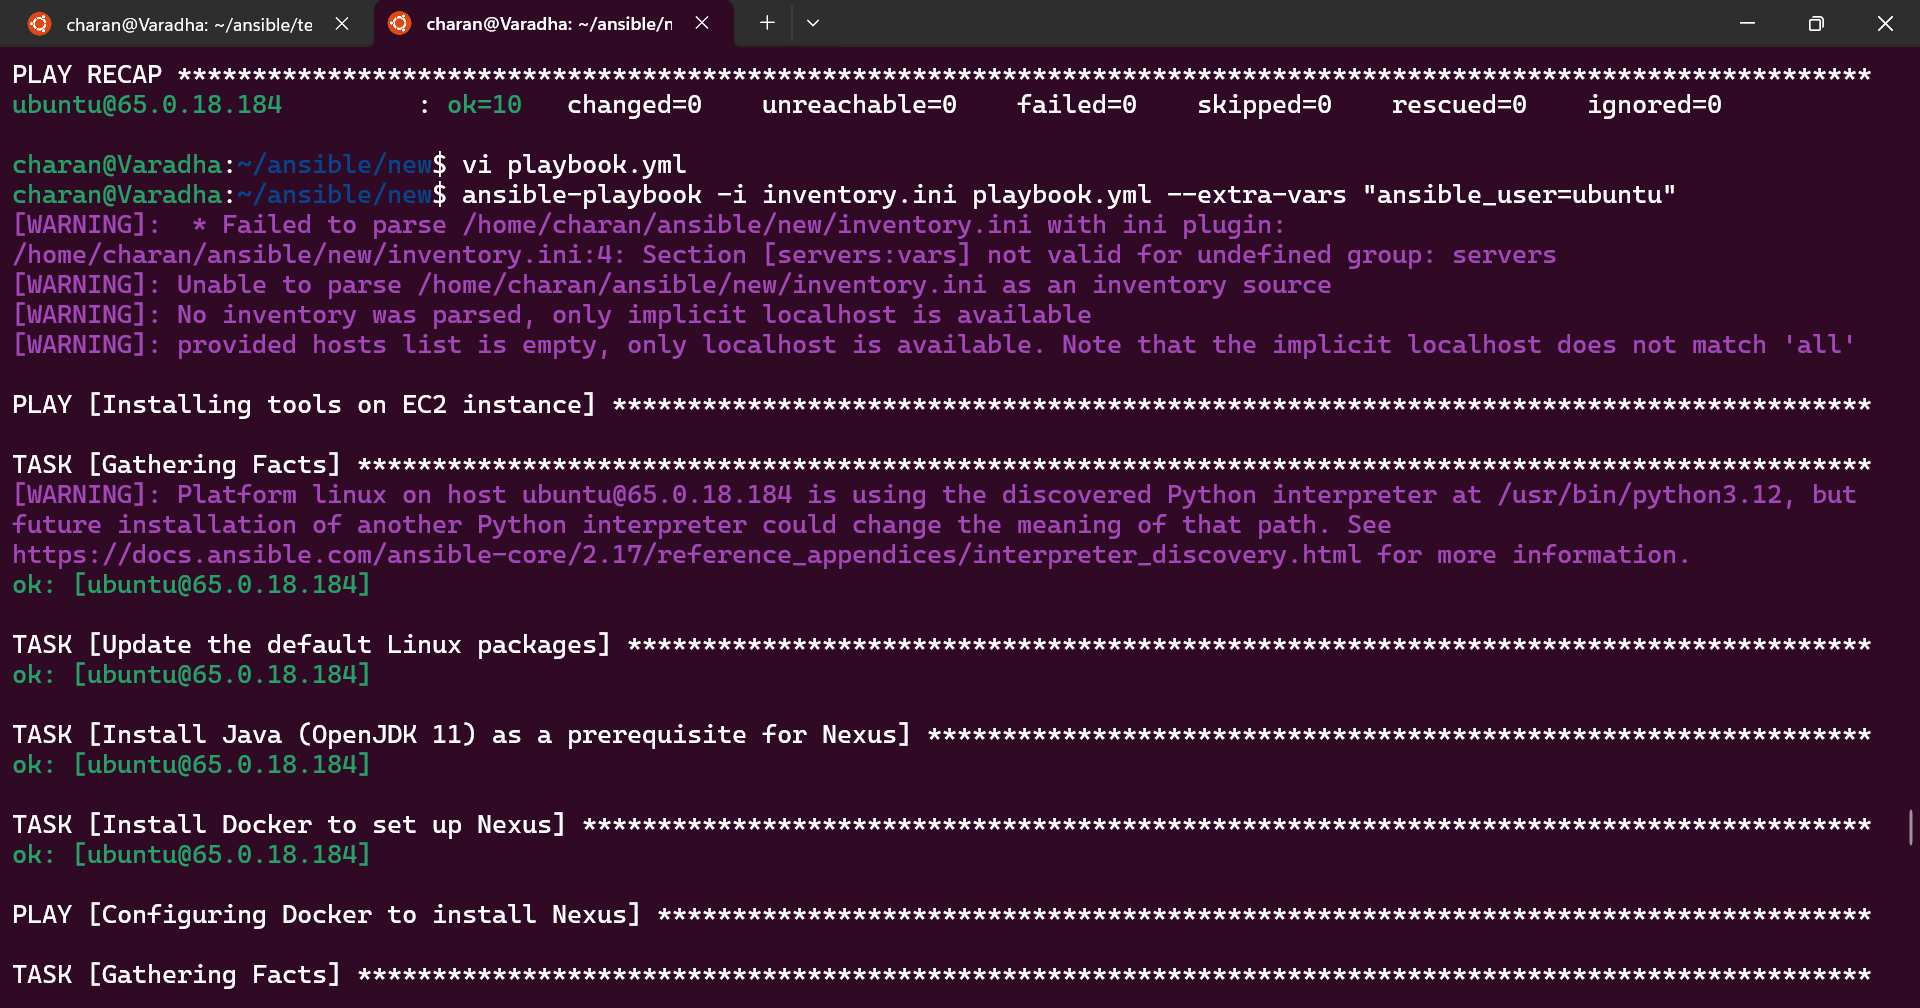 charan@Varadha: ~/ansible/te
charan@Varadha: ~/ansible/n
PLAY RECAP *****************************************************************************************************************
ubuntu@65.0.18.184         : ok=10   changed=0    unreachable=0    failed=0    skipped=0    rescued=0    ignored=0
charan@Varadha:~/ansible/new$ vi playbook.yml
charan@Varadha:~/ansible/new$ ansible-playbook -i inventory.ini playbook.yml --extra-vars "ansible_user=ubuntu"
[WARNING]:  * Failed to parse /home/charan/ansible/new/inventory.ini with ini plugin:
/home/charan/ansible/new/inventory.ini:4: Section [servers:vars] not valid for undefined group: servers
[WARNING]: Unable to parse /home/charan/ansible/new/inventory.ini as an inventory source
[WARNING]: No inventory was parsed, only implicit localhost is available
[WARNING]: provided hosts list is empty, only localhost is available. Note that the implicit localhost does not match 'all'
PLAY [Installing tools on EC2 instance] ************************************************************************************
TASK [Gathering Facts] *****************************************************************************************************
[WARNING]: Platform linux on host ubuntu@65.0.18.184 is using the discovered Python interpreter at /usr/bin/python3.12, but
future installation of another Python interpreter could change the meaning of that path. See
https://docs.ansible.com/ansible-core/2.17/reference_appendices/interpreter_discovery.html for more information.
ok: [ubuntu@65.0.18.184]
TASK [Update the default Linux packages] ***********************************************************************************
ok: [ubuntu@65.0.18.184]
TASK [Install Java (OpenJDK 11) as a prerequisite for Nexus] ***************************************************************
ok: [ubuntu@65.0.18.184]
TASK [Install Docker to set up Nexus] **************************************************************************************
ok: [ubuntu@65.0.18.184]
PLAY [Configuring Docker to install Nexus] *********************************************************************************
TASK [Gathering Facts] *****************************************************************************************************